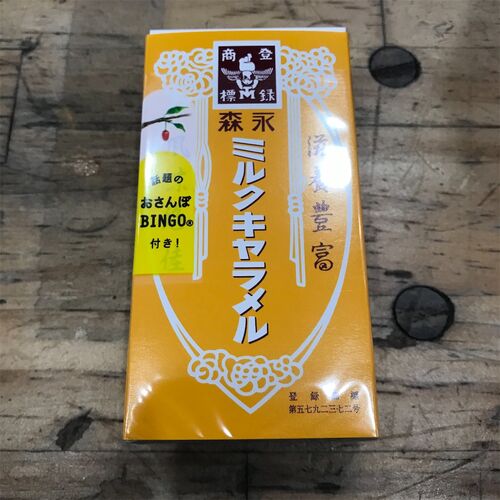 登録
商標
森永
ミルクキャラメル
滋養豊富
話題の
おさんぽ
BINGO®
付き!
佳
登録商標
第五七九二三七二号